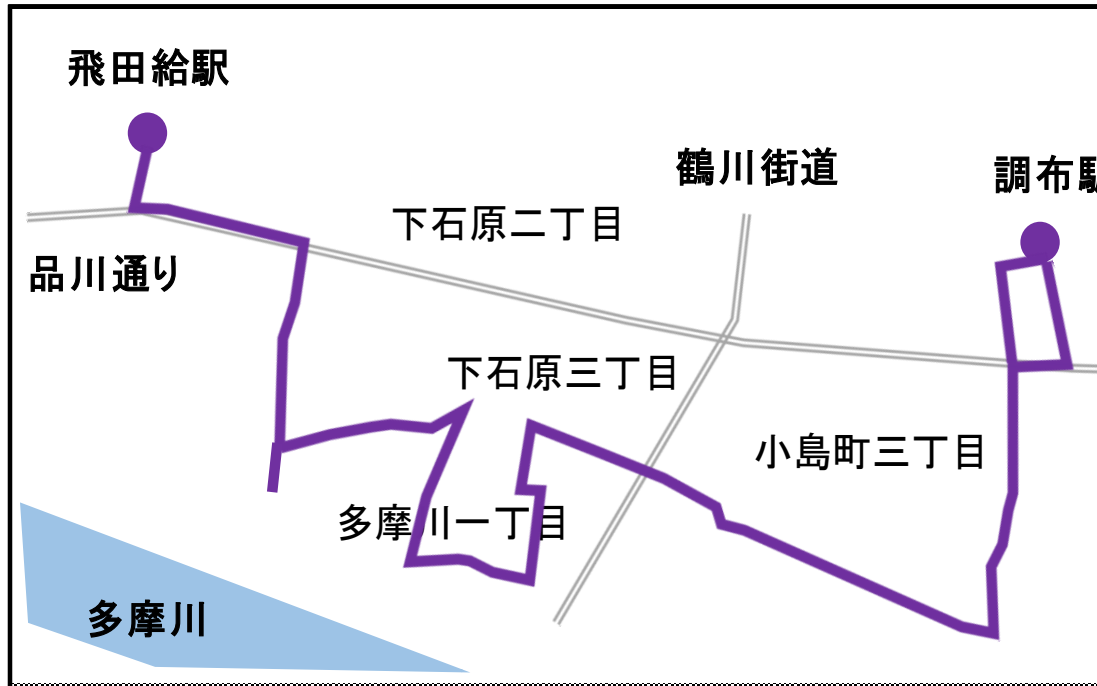 飛田給駅
鶴川街道
調布駅
下石原二丁目
品川通り
下石原三丁目
小島町三丁目
多摩川一丁目
多摩川